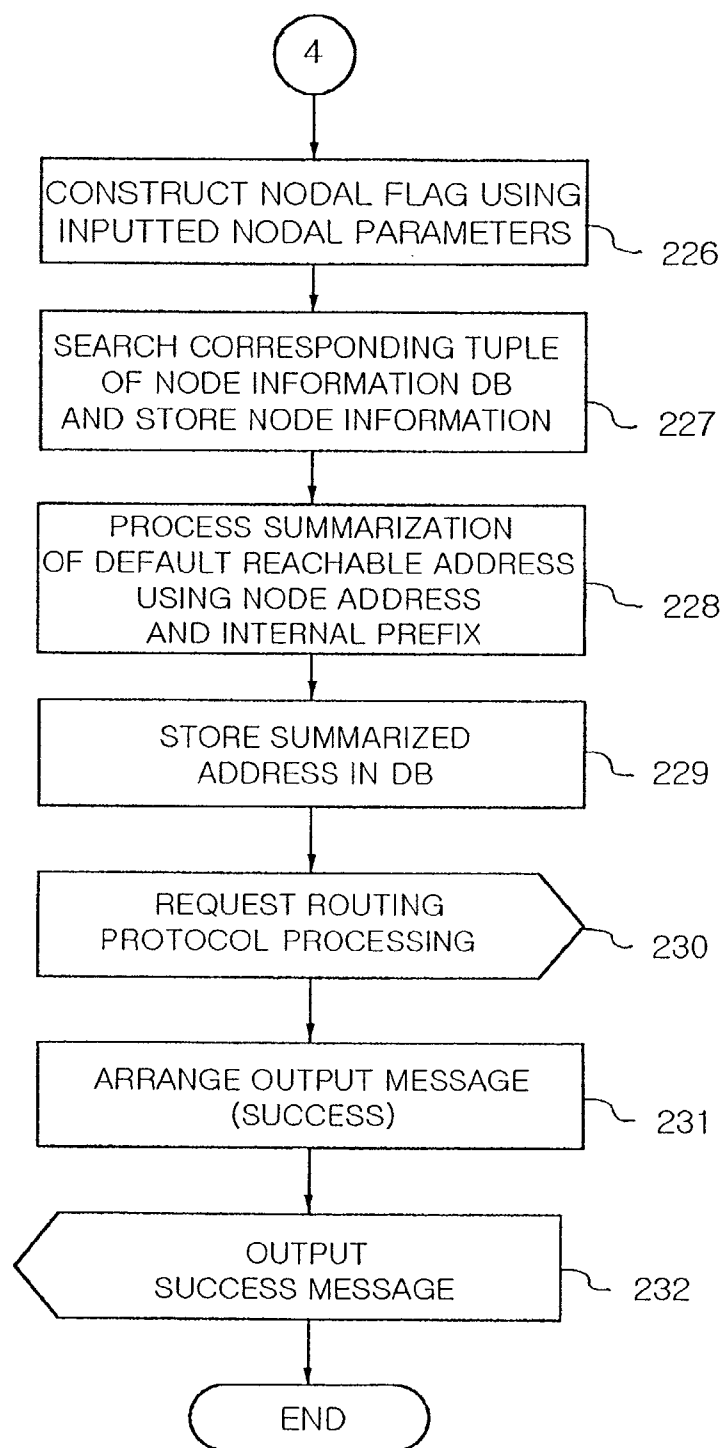 4
CONSTRUCT NODAL FLAG USING
INPUTTED NODAL PARAMETERS
226
SEARCH CORRESPONDING TUPLE
OF NODE INFORMATION DB
AND STORE NODE INFORMATION
227
PROCESS SUMMARIZATION
OF DEFAULT REACHABLE ADDRESS
USING NODE ADDRESS
AND INTERNAL PREFIX
228
STORE SUMMARIZED
ADDRESS IN DB
229
REQUEST ROUTING
PROTOCOL PROCESSING
230
ARRANGE OUTPUT MESSAGE
(SUCCESS)
231
OUTPUT
SUCCESS MESSAGE
232
END